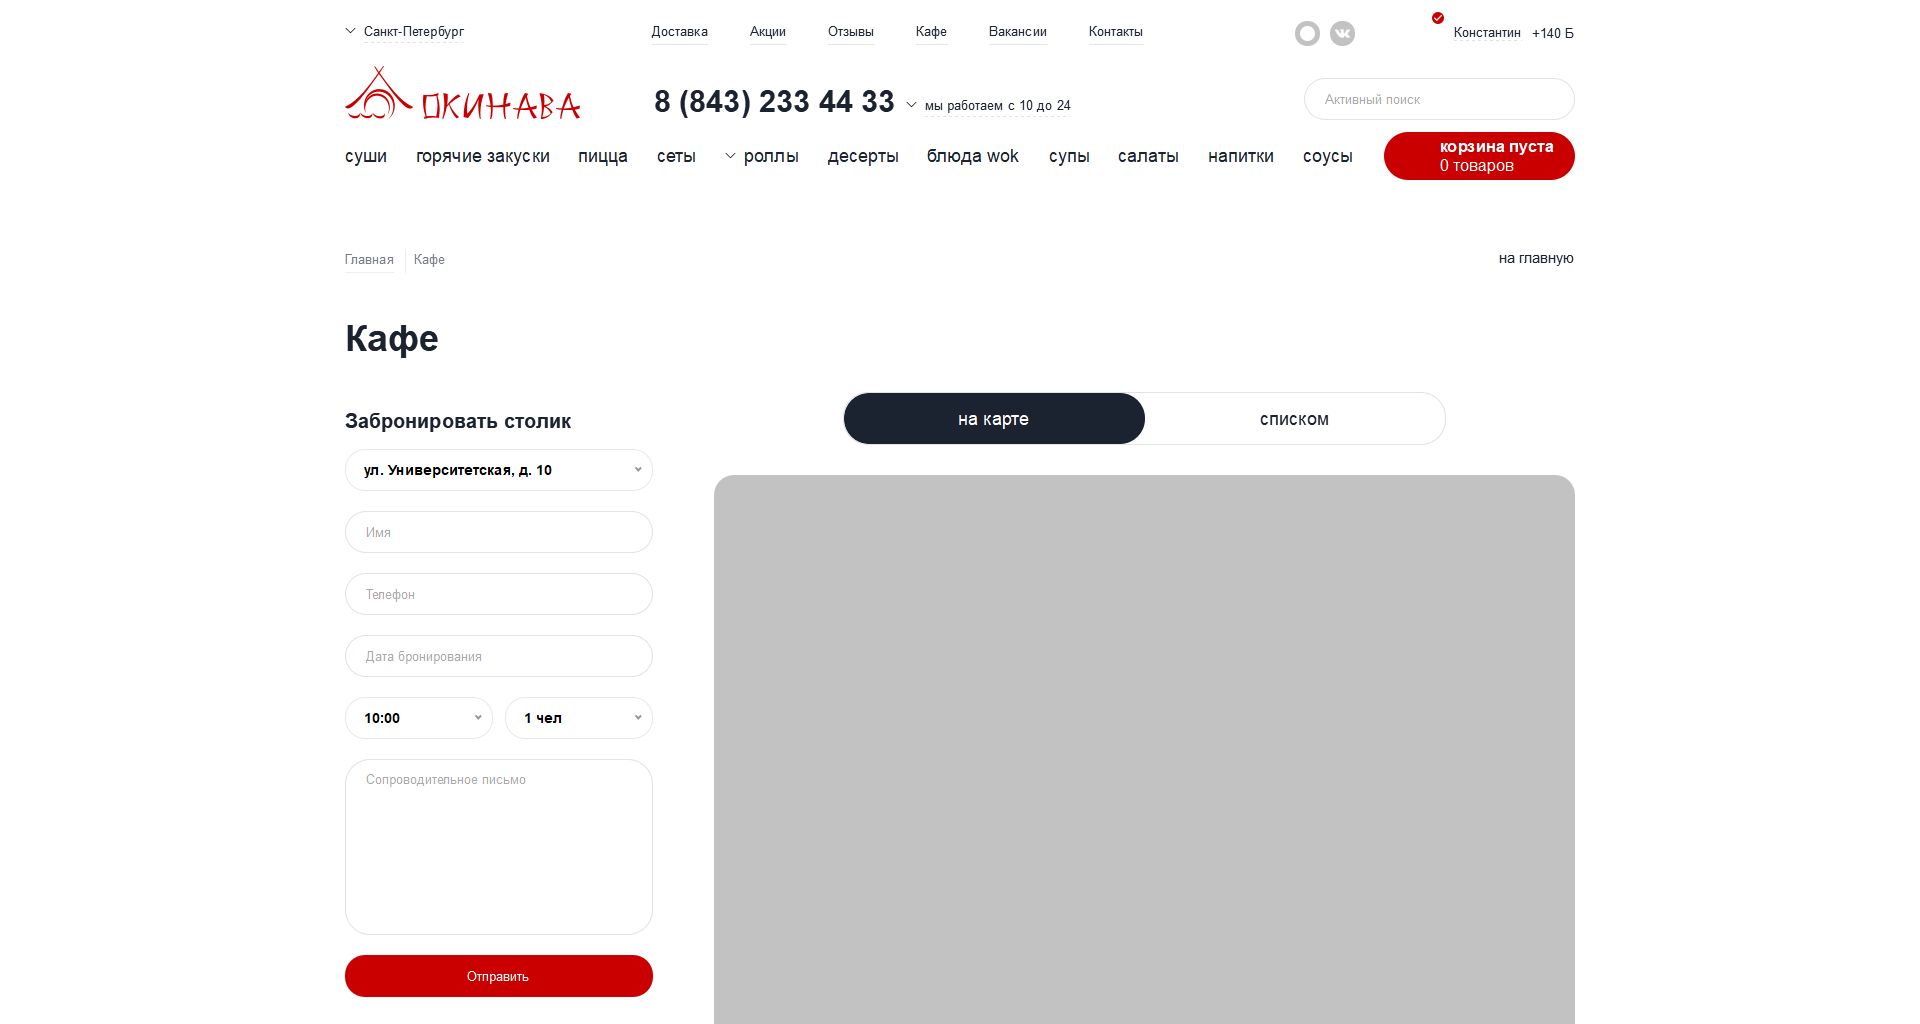 Санкт-Петербург
Доставка
Акции
Отзывы
Кафе
Вакансии
Контакты
Константин
+140 Б
ОКИНАВА
8 (843) 233 44 33
мы работаем с 10 до 24
Активный поиск
суши
горячие закуски
пицца
сеты
роллы
десерты
блюда wok
супы
салаты
напитки
соусы
корзина пуста
0 товаров
Главная
Кафе
на главную
Кафе
Забронировать столик
на карте
списком
ул. Университетская, д. 10
Имя
Телефон
Дата бронирования
10:00
1 чел
Сопроводительное письмо
Отправить